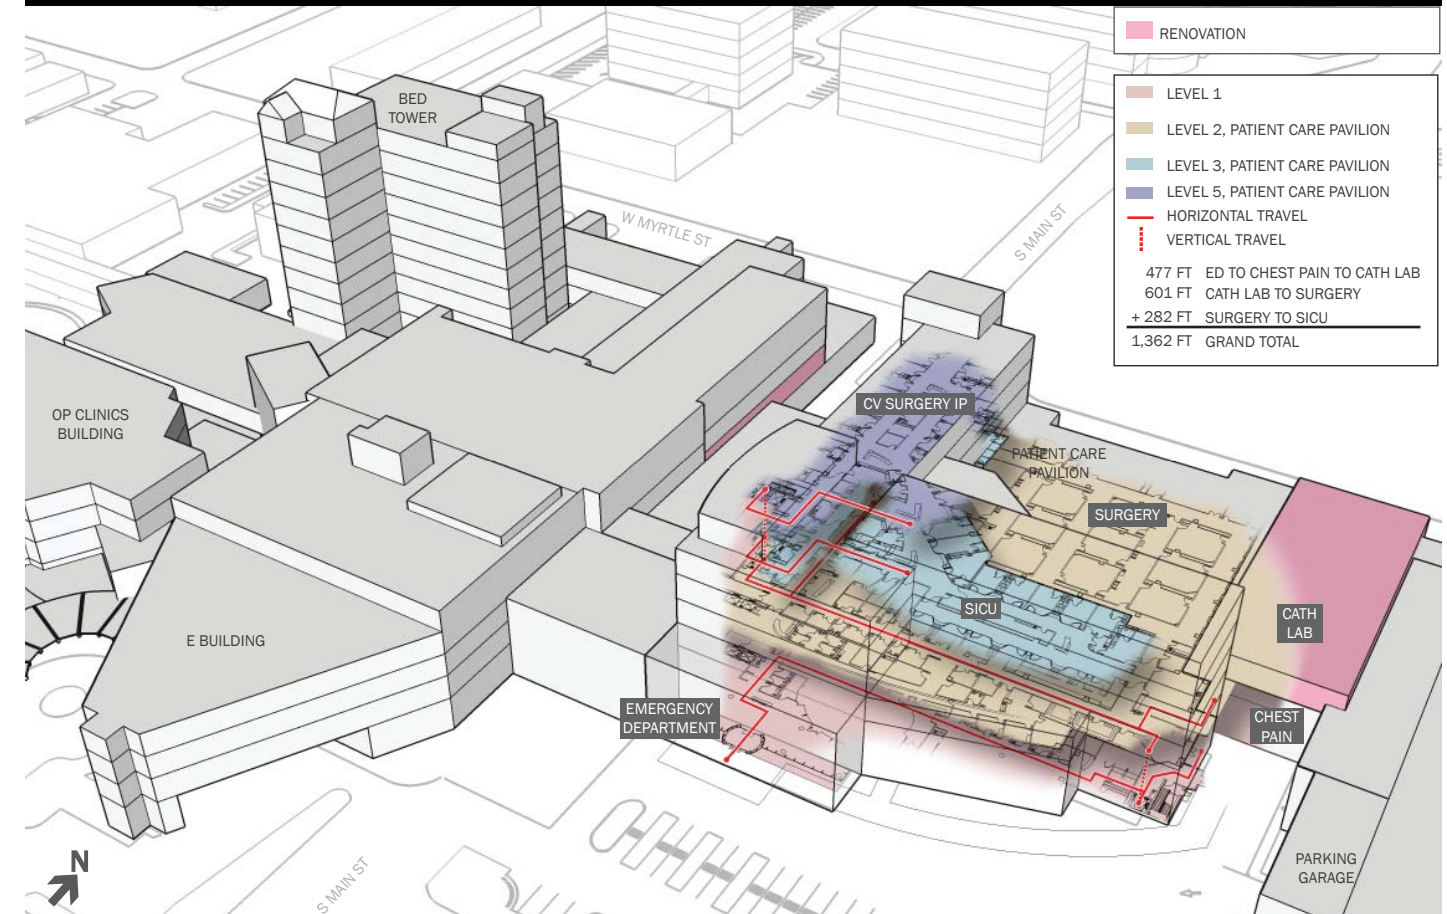 RENOVATION
LEVEL 1
LEVEL 2, PATIENT CARE PAVILION
LEVEL 3, PATIENT CARE PAVILION
LEVEL 5, PATIENT CARE PAVILION
HORIZONTAL TRAVEL
VERTICAL TRAVEL
477 FT ED TO CHEST PAIN TO CATH LAB
601 FT CATH LAB TO SURGERY
+ 282 FT SURGERY TO SICU
1,362 FT GRAND TOTAL
BED
TOWER
W MYRTLE ST
S MAIN ST
OP CLINICS
BUILDING
CV SURGERY IP
PATIENT CARE
PAVILION
SURGERY
SICU
CATH
LAB
E BUILDING
EMERGENCY
DEPARTMENT
CHEST
PAIN
N
S MAIN ST
PARKING
GARAGE